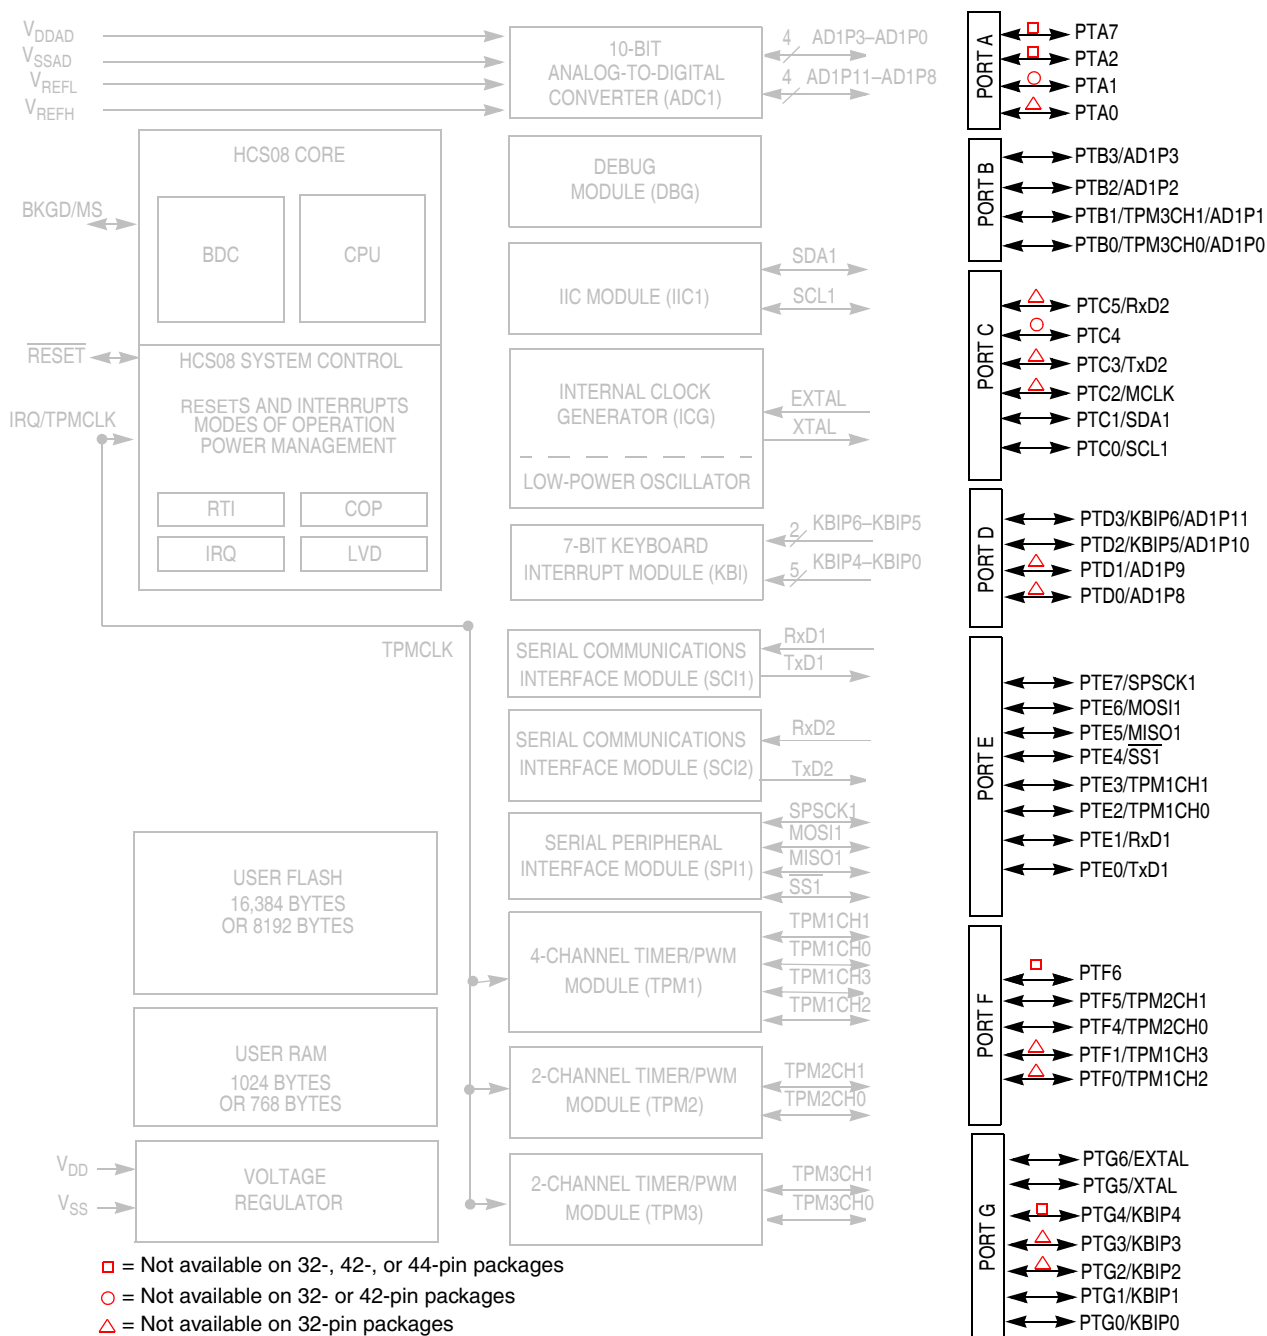 VDDAD
VSSAD
VREFL
VREFH
10-BIT
ANALOG-TO-DIGITAL
CONVERTER (ADC1)
4 AD1P3–AD1P0
4 AD1P11–AD1P8
HCS08 CORE
BDC
CPU
BKGD/MS
RESET
HCS08 SYSTEM CONTROL
RESETS AND INTERRUPTS
MODES OF OPERATION
POWER MANAGEMENT
IRQ/TPMCLK
RTI
COP
IRQ
LVD
TPMCLK
DEBUG
MODULE (DBG)
IIC MODULE (IIC1)
SDA1
SCL1
INTERNAL CLOCK
GENERATOR (ICG)
LOW-POWER OSCILLATOR
EXTAL
XTAL
7-BIT KEYBOARD
INTERRUPT MODULE (KBI)
2 KBIP6–KBIP5
5 KBIP4–KBIP0
SERIAL COMMUNICATIONS
INTERFACE MODULE (SCI1)
RxD1
TxD1
SERIAL COMMUNICATIONS
INTERFACE MODULE (SCI2)
RxD2
TxD2
SERIAL PERIPHERAL
INTERFACE MODULE (SPI1)
SPSCK1
MOSI1
MISO1
SS1
USER FLASH
16,384 BYTES
OR 8192 BYTES
4-CHANNEL TIMER/PWM
MODULE (TPM1)
TPM1CH1
TPM1CH0
TPM1CH3
TPM1CH2
USER RAM
1024 BYTES
OR 768 BYTES
2-CHANNEL TIMER/PWM
MODULE (TPM2)
TPM2CH1
TPM2CH0
VDD
VSS
VOLTAGE
REGULATOR
2-CHANNEL TIMER/PWM
MODULE (TPM3)
TPM3CH1
TPM3CH0
PORT A
PTA7
PTA2
PTA1
PTA0
PORT B
PTB3/AD1P3
PTB2/AD1P2
PTB1/TPM3CH1/AD1P1
PTB0/TPM3CH0/AD1P0
PORT C
PTC5/RxD2
PTC4
PTC3/TxD2
PTC2/MCLK
PTC1/SDA1
PTC0/SCL1
PORT D
PTD3/KBIP6/AD1P11
PTD2/KBIP5/AD1P10
PTD1/AD1P9
PTD0/AD1P8
PORT E
PTE7/SPSCK1
PTE6/MOSI1
PTE5/MISO1
PTE4/SS1
PTE3/TPM1CH1
PTE2/TPM1CH0
PTE1/RxD1
PTE0/TxD1
PORT F
PTF6
PTF5/TPM2CH1
PTF4/TPM2CH0
PTF1/TPM1CH3
PTF0/TPM1CH2
PORT G
PTG6/EXTAL
PTG5/XTAL
PTG4/KBIP4
PTG3/KBIP3
PTG2/KBIP2
PTG1/KBIP1
PTG0/KBIP0
= Not available on 32-, 42-, or 44-pin packages
= Not available on 32- or 42-pin packages
= Not available on 32-pin packages